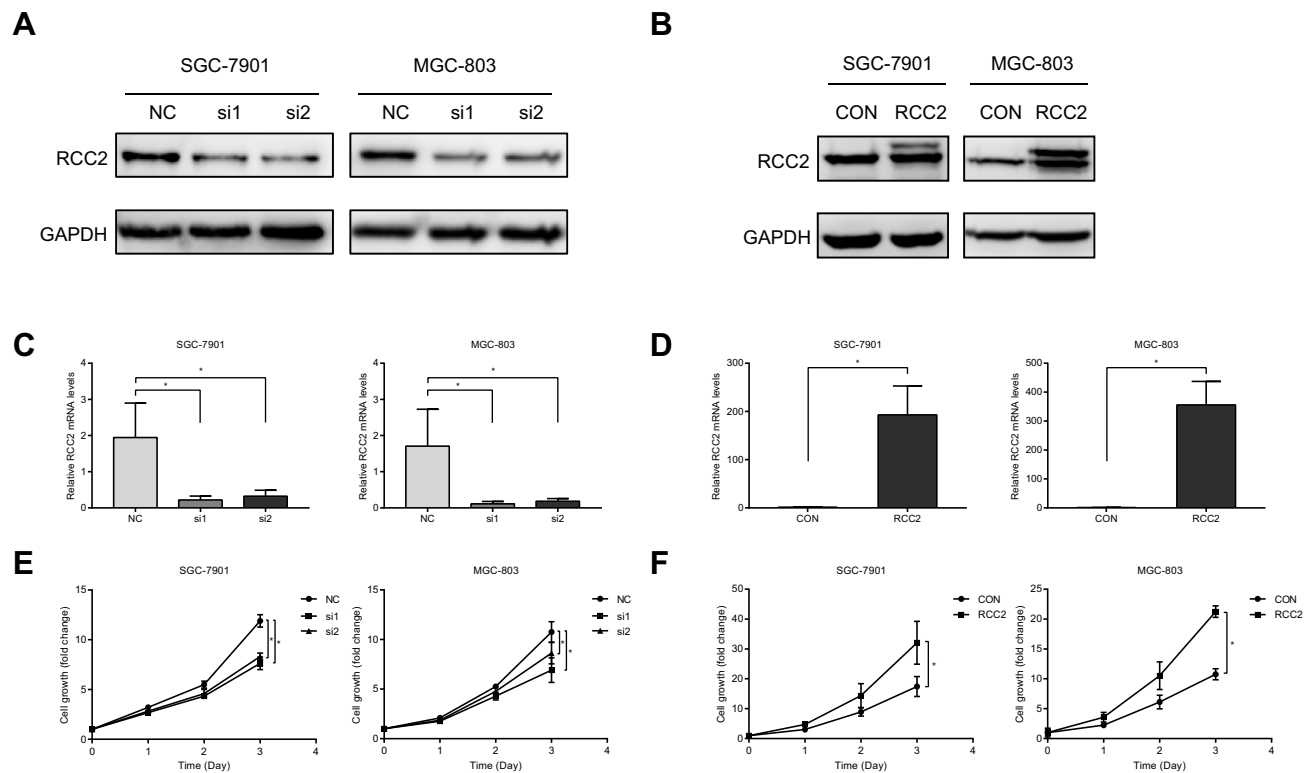 A
SGC-7901 MGC-803
NC si1 si2 NC si1 si2
RCC2
GAPDH
B
SGC-7901 MGC-803
CON RCC2 CON RCC2
RCC2
GAPDH
C
SGC-7901
Relative RCC2 mRNA levels
4
3
2
1
0
* *
NC si1 si2
MGC-803
Relative RCC2 mRNA levels
4
3
2
1
0
* *
NC si1 si2
D
SGC-7901
Relative RCC2 mRNA levels
300
200
100
0
*
CON RCC2
MGC-803
Relative RCC2 mRNA levels
500
400
300
200
100
0
*
CON RCC2
E
SGC-7901
Cell growth (fold change)
15
10
5
0
NC
si1
si2
* *
0 1 2 3 4
Time (Day)
MGC-803
Cell growth (fold change)
15
10
5
0
NC
si1
si2
* *
0 1 2 3 4
Time (Day)
F
SGC-7901
Cell growth (fold change)
50
40
30
20
10
0
CON
RCC2
*
0 1 2 3 4
Time (Day)
MGC-803
Cell growth (fold change)
25
20
15
10
5
0
CON
RCC2
*
0 1 2 3 4
Time (Day)